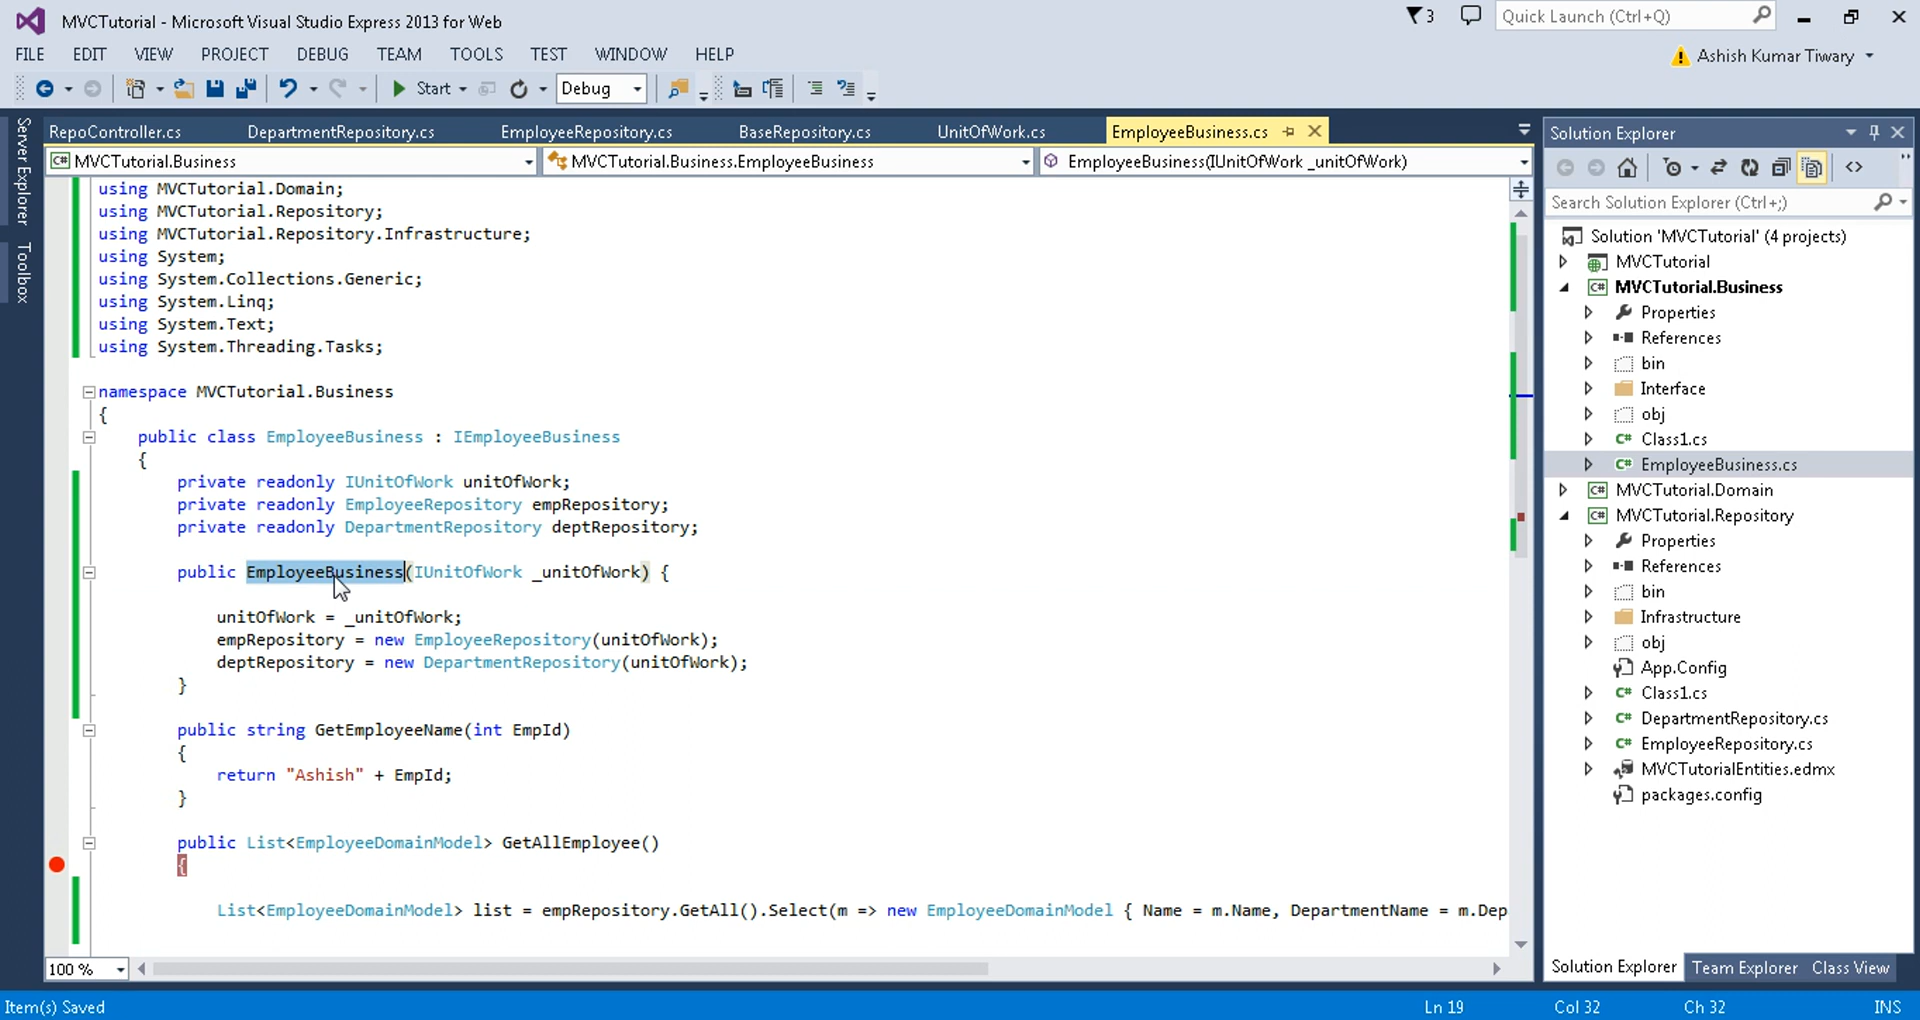 MVCTutorial - Microsoft Visual Studio Express 2013 for Web
3
Quick Launch (Ctrl+Q)
FILE EDIT VIEW PROJECT DEBUG TEAM TOOLS TEST WINDOW HELP
Ashish Kumar Tiwary
Start Debug
Server Explorer
Toolbox
RepoController.cs DepartmentRepository.cs EmployeeRepository.cs BaseRepository.cs UnitOfWork.cs EmployeeBusiness.cs
C# MVCTutorial.Business MVCTutorial.Business.EmployeeBusiness EmployeeBusiness(IUnitOfWork _unitOfWork)
using MVCTutorial.Domain;
using MVCTutorial.Repository;
using MVCTutorial.Repository.Infrastructure;
using System;
using System.Collections.Generic;
using System.Linq;
using System.Text;
using System.Threading.Tasks;
namespace MVCTutorial.Business
{
public class EmployeeBusiness : IEmployeeBusiness
{
private readonly IUnitOfWork unitOfWork;
private readonly EmployeeRepository empRepository;
private readonly DepartmentRepository deptRepository;
public EmployeeBusiness(IUnitOfWork _unitOfWork) {
unitOfWork = _unitOfWork;
empRepository = new EmployeeRepository(unitOfWork);
deptRepository = new DepartmentRepository(unitOfWork);
}
public string GetEmployeeName(int EmpId)
{
return "Ashish" + EmpId;
}
public List<EmployeeDomainModel> GetAllEmployee()
{
List<EmployeeDomainModel> list = empRepository.GetAll().Select(m => new EmployeeDomainModel { Name = m.Name, DepartmentName = m.Dep
100 %
Solution Explorer
Search Solution Explorer (Ctrl+;)
Solution 'MVCTutorial' (4 projects)
MVCTutorial
C# MVCTutorial.Business
Properties
References
bin
Interface
obj
C# Class1.cs
C# EmployeeBusiness.cs
C# MVCTutorial.Domain
C# MVCTutorial.Repository
Properties
References
bin
Infrastructure
obj
App.Config
C# Class1.cs
C# DepartmentRepository.cs
C# EmployeeRepository.cs
MVCTutorialEntities.edmx
packages.config
Solution Explorer Team Explorer Class View
Item(s) Saved Ln 19 Col 32 Ch 32 INS